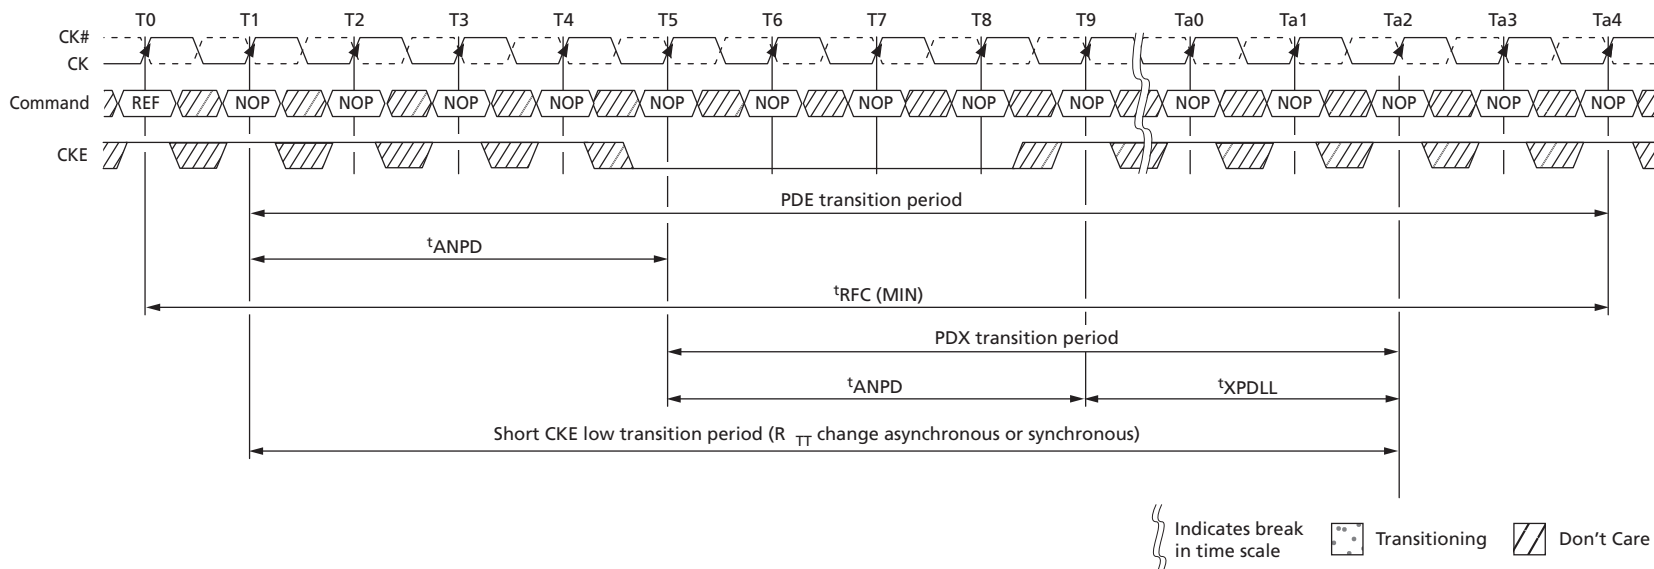 T0 T1 T2 T3 T4 T5 T6 T7 T8 T9 Ta0 Ta1 Ta2 Ta3 Ta4
CK#
CK
Command REF NOP NOP NOP NOP NOP NOP NOP NOP NOP NOP NOP NOP NOP NOP
CKE
PDE transition period
tANPD
tRFC (MIN)
PDX transition period
tANPD tXPDLL
Short CKE low transition period (R TT change asynchronous or synchronous)
Indicates break
in time scale
Transitioning
Don't Care